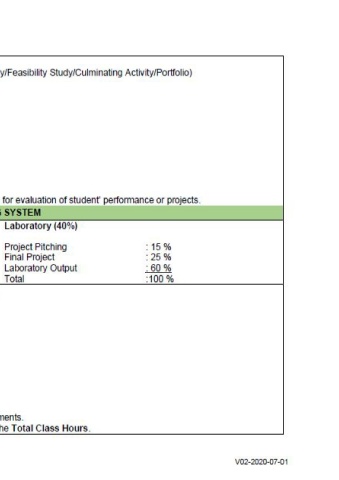 y/Feasibility Study/Culminating Activity/Portfolio)
for evaluation of student' performance or projects.
SYSTEM
Laboratory (40%)
Project Pitching : 15 %
Final Project : 25 %
Laboratory Output : 60 %
Total :100 %
ments.
he Total Class Hours.
V02-2020-07-01